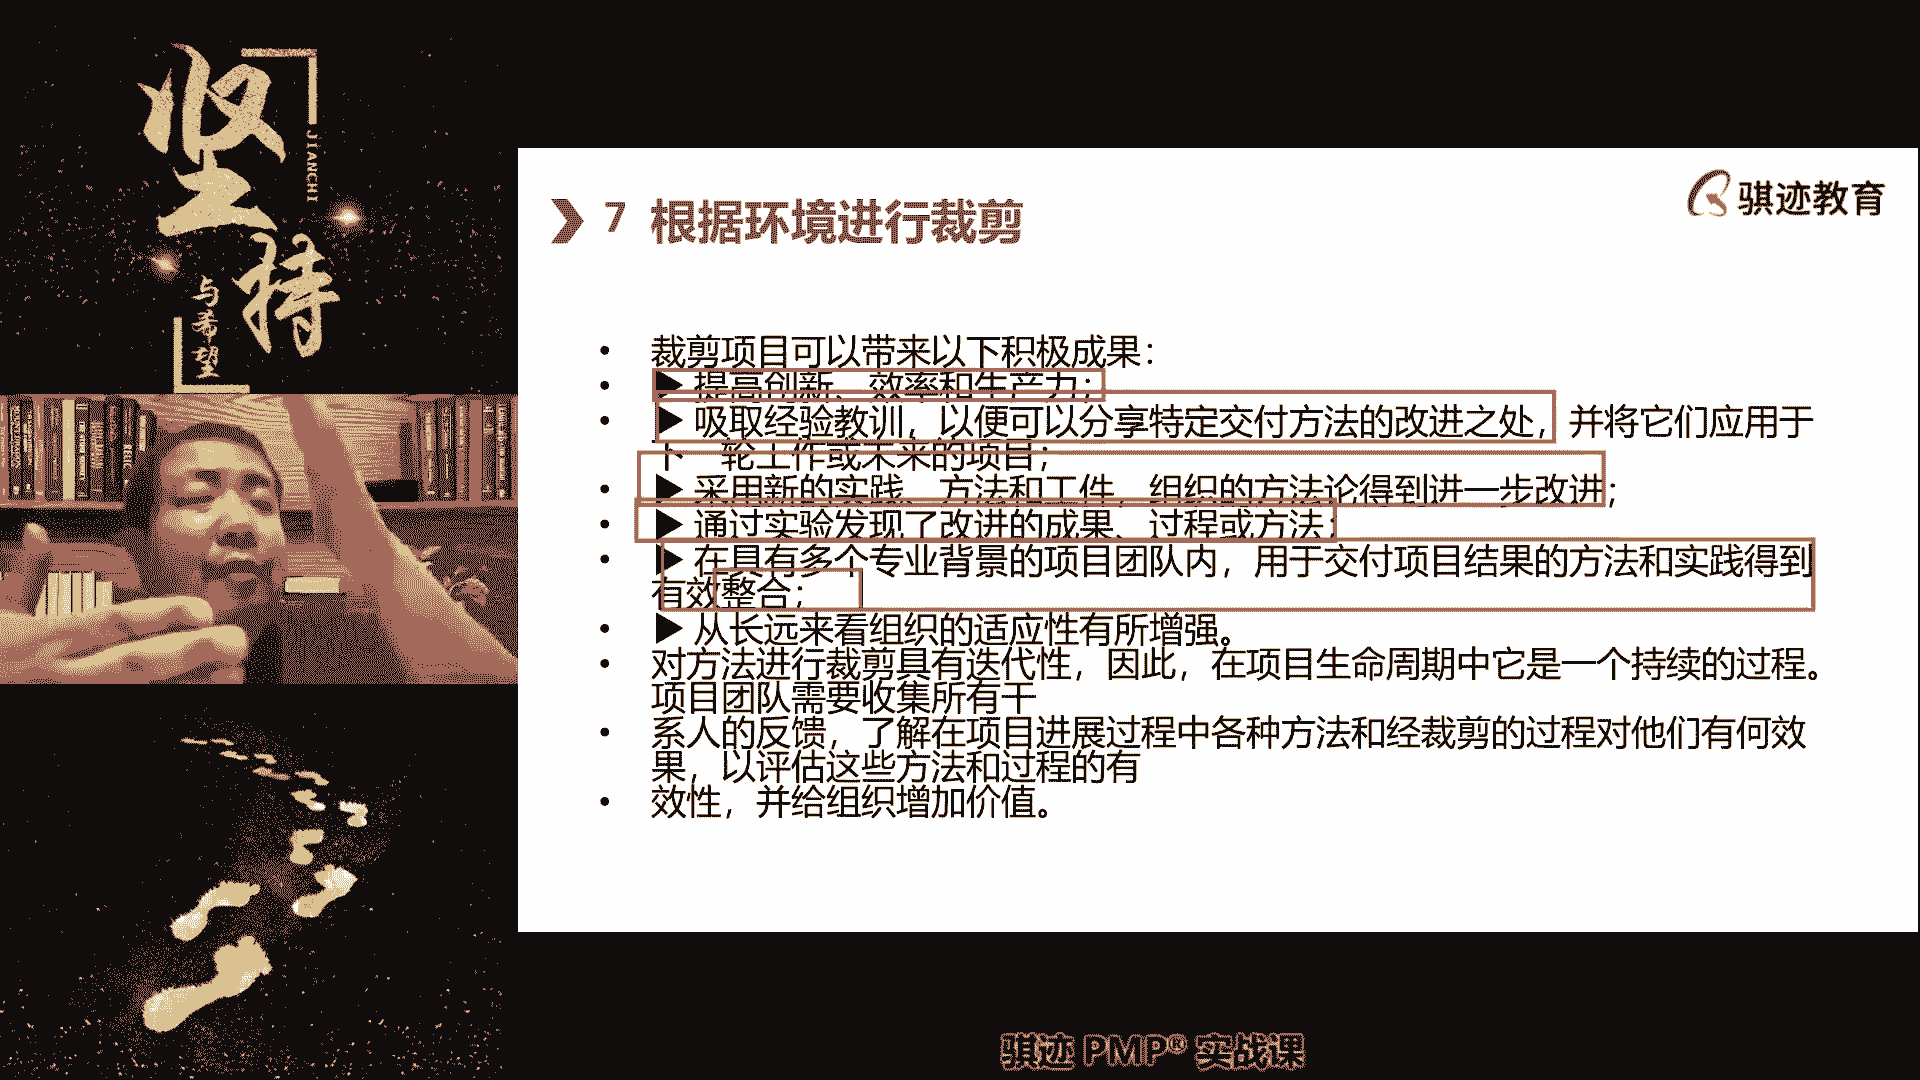 坚持
JIANCHI
与希望
骐迹教育
7 根据环境进行裁剪
• 裁剪项目可以带来以下积极成果：
• ▶ 提高创新、效率和生产力；
• ▶ 吸取经验教训，以便可以分享特定交付方法的改进之处，并将它们应用于
下一轮工作或未来的项目；
• ▶ 采用新的实践、方法和工件，组织的方法论得到进一步改进；
• ▶ 通过实验发现了改进的成果、过程或方法；
• ▶ 在具有多个专业背景的项目团队内，用于交付项目结果的方法和实践得到
有效整合；
• ▶ 从长远来看组织的适应性有所增强。
• 对方法进行裁剪具有迭代性，因此，在项目生命周期中它是一个持续的过程。
项目团队需要收集所有干
• 系人的反馈，了解在项目进展过程中各种方法和经裁剪的过程对他们有何效
果，以评估这些方法和过程的有
• 效性，并给组织增加价值。
骐迹 PMP® 实战课